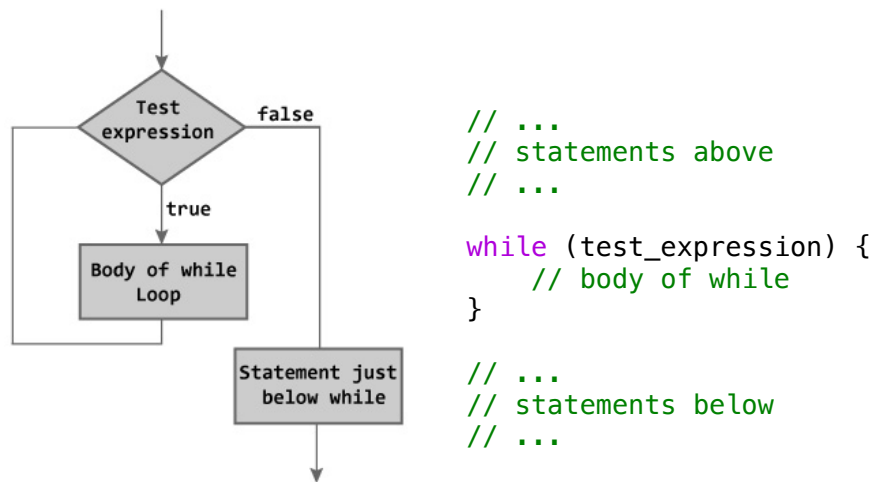 Test
expression
false
true
Body of while
Loop
Statement just
below while
// ...
// statements above
// ...
while (test_expression) {
    // body of while
}
// ...
// statements below
// ...